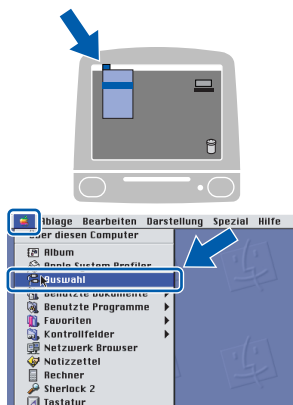 Ablage Bearbeiten Darstellung Spezial Hilfe
Über diesen Computer
Album
Apple System Profiler
Auswahl
Benutzte Dokumente
Benutzte Programme
Favoriten
Kontrollfelder
Netzwerk Browser
Notizzettel
Rechner
Sherlock 2
Tastatur